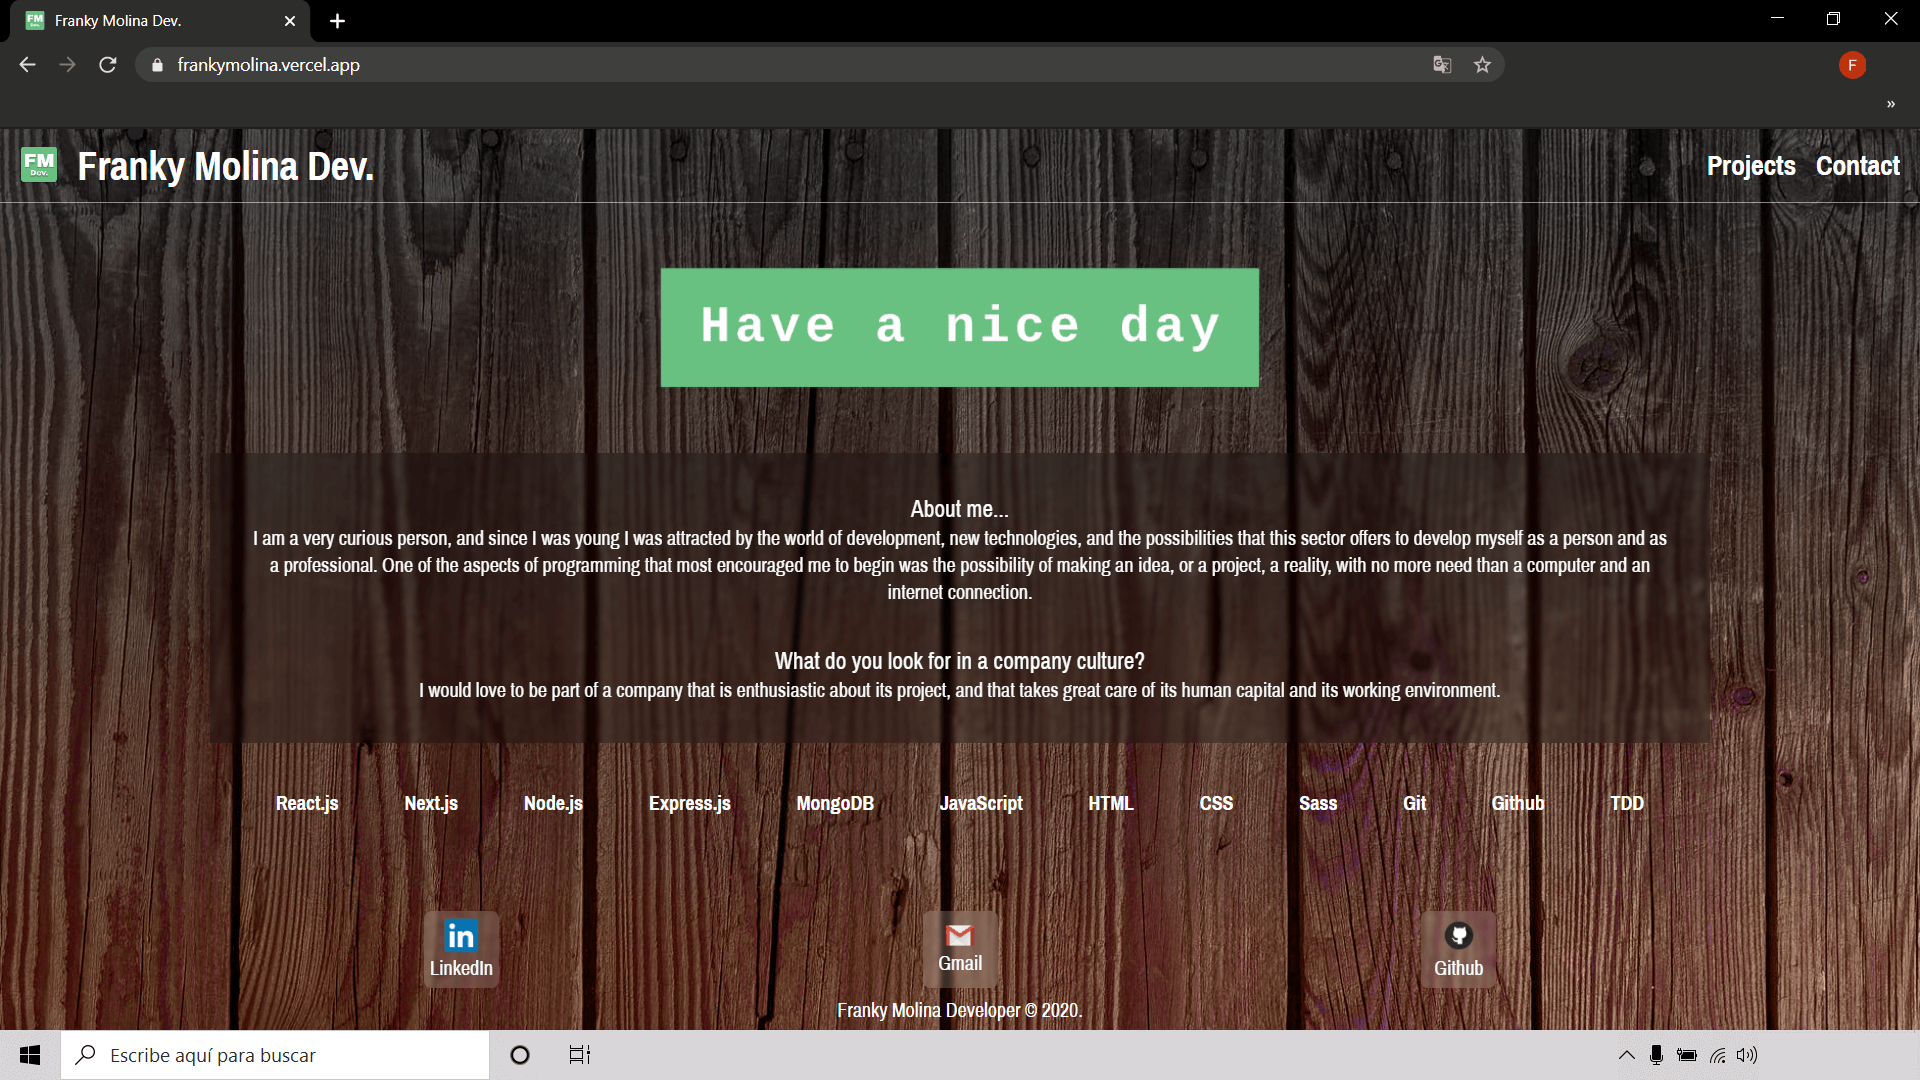 FM
Dev.
Franky Molina Dev.
frankymolina.vercel.app
F
»
FM
Dev.
Franky Molina Dev.
Projects
Contact
Have a nice day
About me...
I am a very curious person, and since I was young I was attracted by the world of development, new technologies, and the possibilities that this sector offers to develop myself as a person and as
a professional. One of the aspects of programming that most encouraged me to begin was the possibility of making an idea, or a project, a reality, with no more need than a computer and an
internet connection.
What do you look for in a company culture?
I would love to be part of a company that is enthusiastic about its project, and that takes great care of its human capital and its working environment.
React.js Next.js Node.js Express.js MongoDB JavaScript HTML CSS Sass Git Github TDD
in
LinkedIn
Gmail
Github
Franky Molina Developer © 2020.
Escribe aquí para buscar